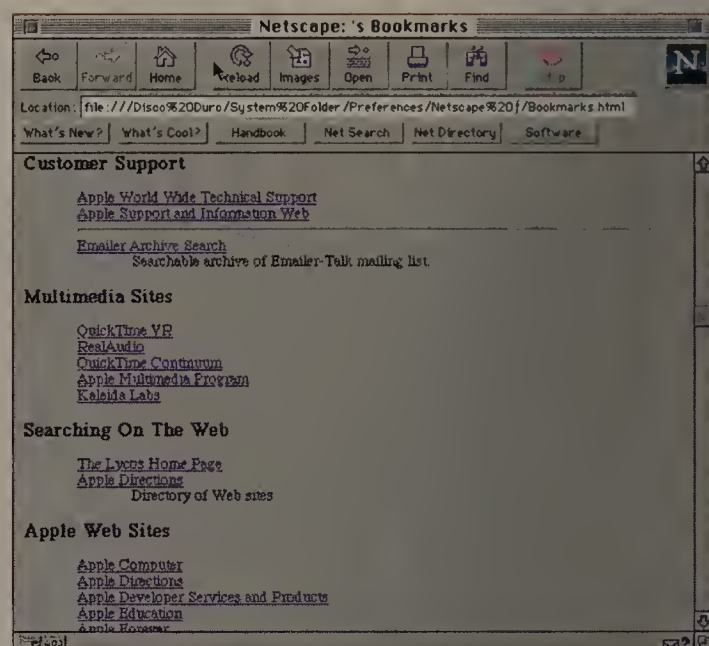 Netscape: 's Bookmarks
Back Forward Home Reload Images Open Print Find
N
Location: file:///Disco%20Duro/System%20Folder/Preferences/Netscape%20ƒ/Bookmarks.html
What's New? What's Cool? Handbook Net Search Net Directory Software
Customer Support
Apple World Wide Technical Support
Apple Support and Information Web
Emailer Archive Search
Searchable archive of Emailer-Talk mailing list.
Multimedia Sites
QuickTime VR
RealAudio
QuickTime Continuum
Apple Multimedia Program
Kaleida Labs
Searching On The Web
The Lycos Home Page
Apple Directions
Directory of Web sites
Apple Web Sites
Apple Computer
Apple Directions
Apple Developer Services and Products
Apple Education
Apple Forever